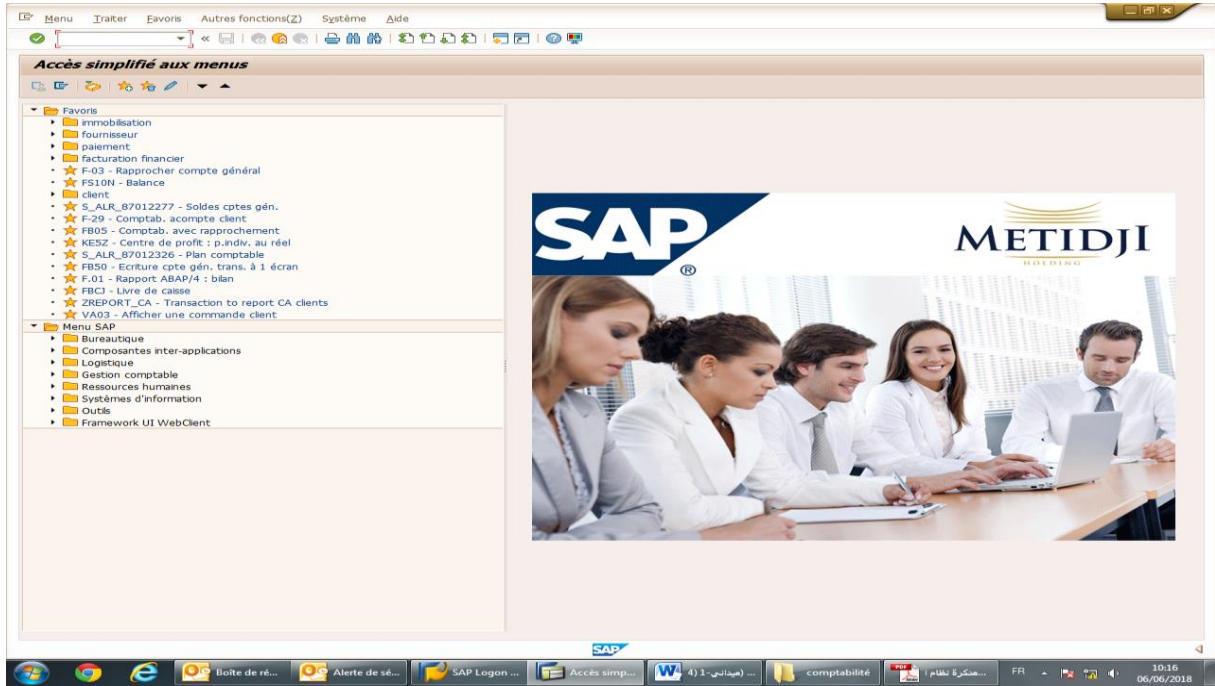 Menu Traiter Favoris Autres fonctions(Z) Système Aide
Accès simplifié aux menus
Favoris
immobilisation
fournisseur
paiement
facturation financier
F-03 - Rapprocher compte général
FS10N - Balance
client
S_ALR_87012277 - Soldes cptes gén.
F-29 - Comptab. acompte client
FB05 - Comptab. avec rapprochement
KE5Z - Centre de profit : p.indiv. au réel
S_ALR_87012326 - Plan comptable
FB50 - Ecriture cpte gén. trans. à 1 écran
F.01 - Rapport ABAP/4 : bilan
FBCJ - Livre de caisse
ZREPORT_CA - Transaction to report CA clients
VA03 - Afficher une commande client
Menu SAP
Bureautique
Composantes inter-applications
Logistique
Gestion comptable
Ressources humaines
Systèmes d'information
Outils
Framework UI WebClient
SAP ®
METIDJI
HOLDING
SAP
Boîte de ré... Alerte de sé... SAP Logon ... Accès simp... (ميداني-1 (4 ... comptabilité مذكرة نظام ا... FR 10:16
06/06/2018